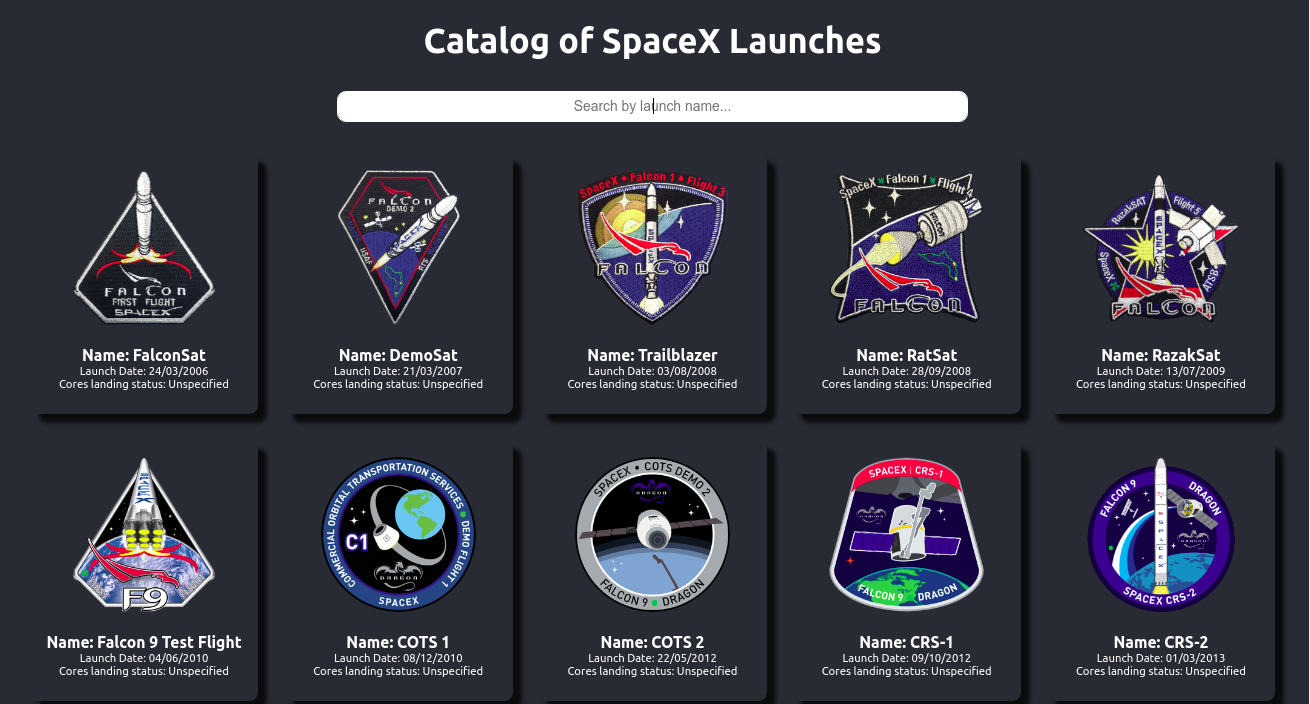 Catalog of SpaceX Launches
Search by launch name...
FALCON
FIRST FLIGHT
SPACEX
Name: FalconSat
Launch Date: 24/03/2006
Cores landing status: Unspecified
FALCON
DEMO 2
SPACEX
USAF
RTS
Name: DemoSat
Launch Date: 21/03/2007
Cores landing status: Unspecified
SpaceX • Falcon 1 • Flight 3
FALCON
Name: Trailblazer
Launch Date: 03/08/2008
Cores landing status: Unspecified
SpaceX Falcon 1 Flight 4
FALCON
FALCON
Name: RatSat
Launch Date: 28/09/2008
Cores landing status: Unspecified
RazakSAT Flight 5
SPACEX
SpaceX
ATSB
FALCON
Name: RazakSat
Launch Date: 13/07/2009
Cores landing status: Unspecified
SPACEX
F9
Name: Falcon 9 Test Flight
Launch Date: 04/06/2010
Cores landing status: Unspecified
COMMERCIAL ORBITAL TRANSPORTATION SERVICES • DEMO FLIGHT 1
C1
DRAGON
SPACEX
Name: COTS 1
Launch Date: 08/12/2010
Cores landing status: Unspecified
SPACEX • COTS DEMO 2
DRAGON
FALCON 9 • DRAGON
Name: COTS 2
Launch Date: 22/05/2012
Cores landing status: Unspecified
SPACEX | CRS-1
DRAGON
FALCON 9 DRAGON
Name: CRS-1
Launch Date: 09/10/2012
Cores landing status: Unspecified
FALCON 9 DRAGON
SPACEX
DRAGON
SPACEX CRS-2
Name: CRS-2
Launch Date: 01/03/2013
Cores landing status: Unspecified